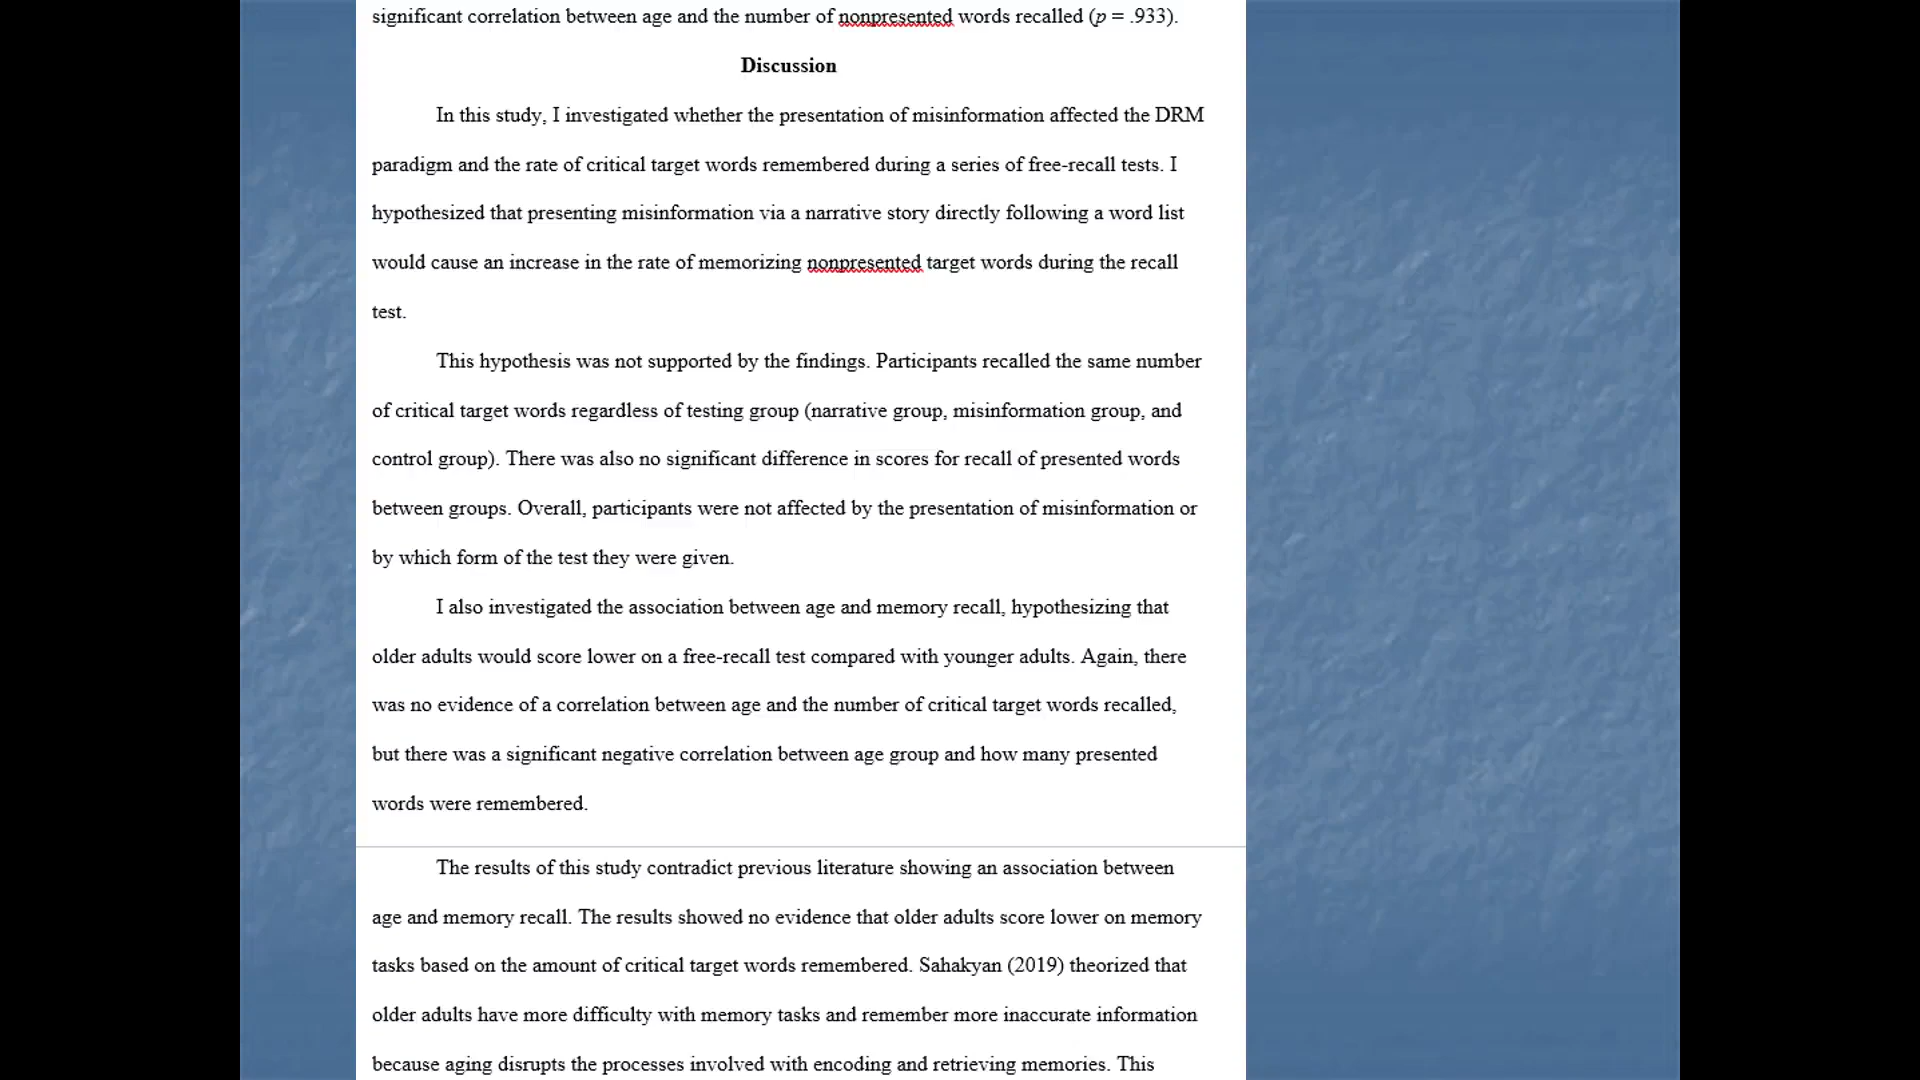 significant correlation between age and the number of nonpresented words recalled (p = .933).
Discussion
In this study, I investigated whether the presentation of misinformation affected the DRM
paradigm and the rate of critical target words remembered during a series of free-recall tests. I
hypothesized that presenting misinformation via a narrative story directly following a word list
would cause an increase in the rate of memorizing nonpresented target words during the recall
test.
This hypothesis was not supported by the findings. Participants recalled the same number
of critical target words regardless of testing group (narrative group, misinformation group, and
control group). There was also no significant difference in scores for recall of presented words
between groups. Overall, participants were not affected by the presentation of misinformation or
by which form of the test they were given.
I also investigated the association between age and memory recall, hypothesizing that
older adults would score lower on a free-recall test compared with younger adults. Again, there
was no evidence of a correlation between age and the number of critical target words recalled,
but there was a significant negative correlation between age group and how many presented
words were remembered.
The results of this study contradict previous literature showing an association between
age and memory recall. The results showed no evidence that older adults score lower on memory
tasks based on the amount of critical target words remembered. Sahakyan (2019) theorized that
older adults have more difficulty with memory tasks and remember more inaccurate information
because aging disrupts the processes involved with encoding and retrieving memories. This